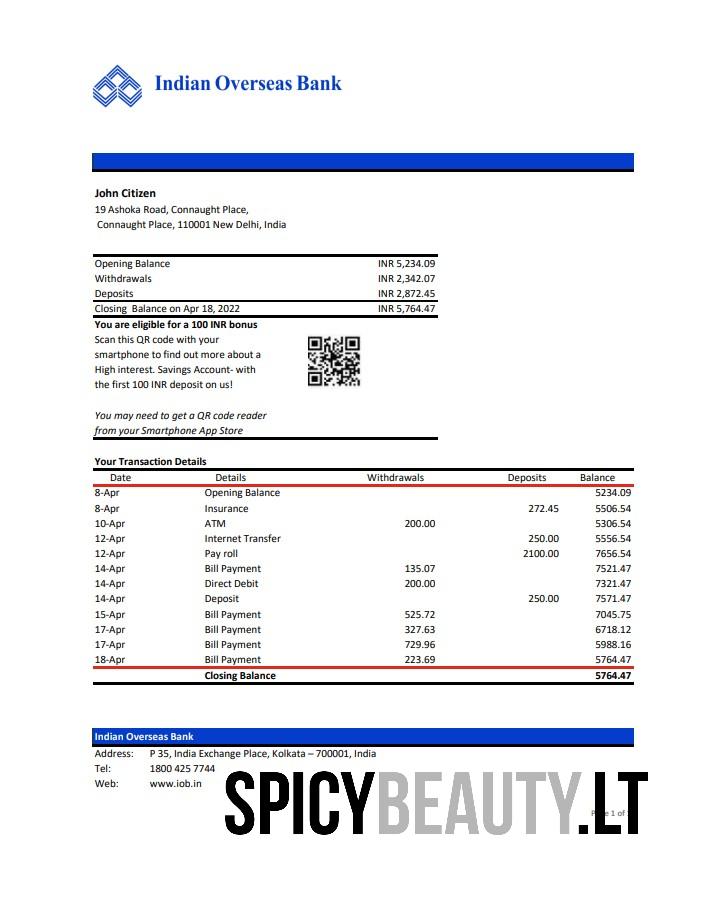 Indian Overseas Bank
John Citizen
19 Ashoka Road, Connaught Place,
Connaught Place, 110001 New Delhi, India
Opening Balance INR 5,234.09
Withdrawals INR 2,342.07
Deposits INR 2,872.45
Closing Balance on Apr 18, 2022 INR 5,764.47
You are eligible for a 100 INR bonus
Scan this QR code with your
smartphone to find out more about a
High interest. Savings Account- with
the first 100 INR deposit on us!
You may need to get a QR code reader
from your Smartphone App Store
Your Transaction Details
Date Details Withdrawals Deposits Balance
8-Apr Opening Balance 5234.09
8-Apr Insurance 272.45 5506.54
10-Apr ATM 200.00 5306.54
12-Apr Internet Transfer 250.00 5556.54
12-Apr Pay roll 2100.00 7656.54
14-Apr Bill Payment 135.07 7521.47
14-Apr Direct Debit 200.00 7321.47
14-Apr Deposit 250.00 7571.47
15-Apr Bill Payment 525.72 7045.75
17-Apr Bill Payment 327.63 6718.12
17-Apr Bill Payment 729.96 5988.16
18-Apr Bill Payment 223.69 5764.47
Closing Balance 5764.47
Indian Overseas Bank
Address: P 35, India Exchange Place, Kolkata – 700001, India
Tel: 1800 425 7744
Web: www.iob.in
SPICYBEAUTY.LT
1 of